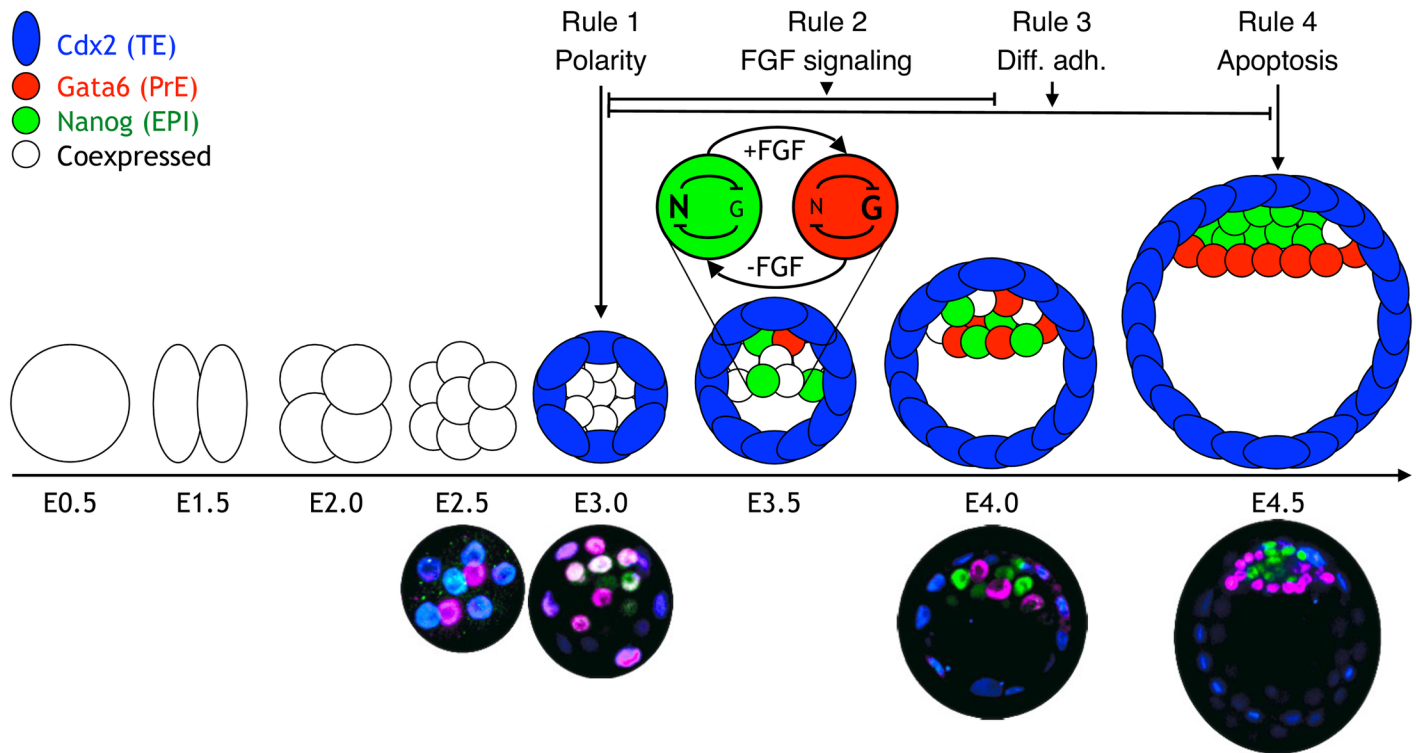 Cdx2 (TE)
Gata6 (PrE)
Nanog (EPI)
Coexpressed
Rule 1
Polarity
Rule 2
FGF signaling
Rule 3
Diff. adh.
Rule 4
Apoptosis
+FGF
N G
N G
-FGF
E0.5 E1.5 E2.0 E2.5 E3.0 E3.5 E4.0 E4.5